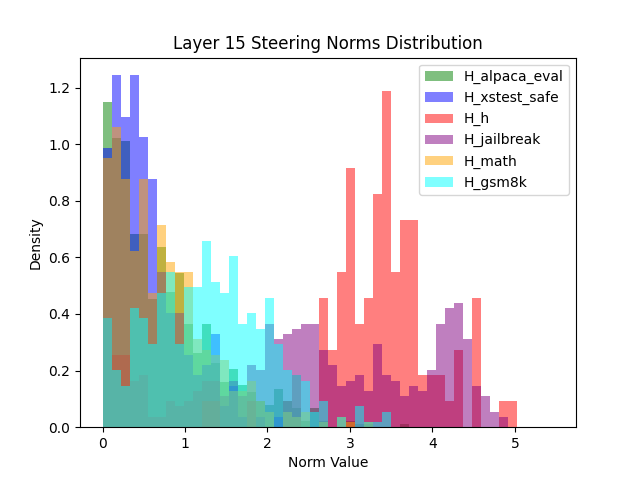 Layer 15 Steering Norms Distribution
H_alpaca_eval
H_xstest_safe
H_h
H_jailbreak
H_math
H_gsm8k
Density
1.2
1.0
0.8
0.6
0.4
0.2
0.0
0
1
2
3
4
5
Norm Value